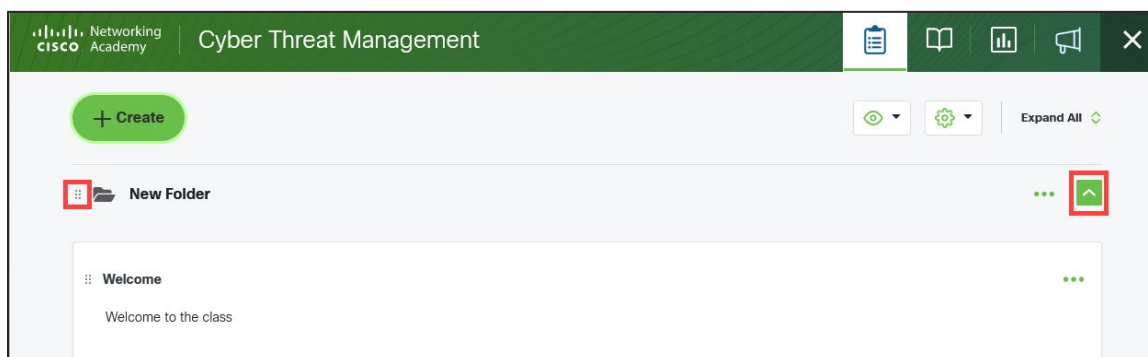 Networking
CISCO Academy
Cyber Threat Management
+ Create
Expand All
New Folder
Welcome
Welcome to the class